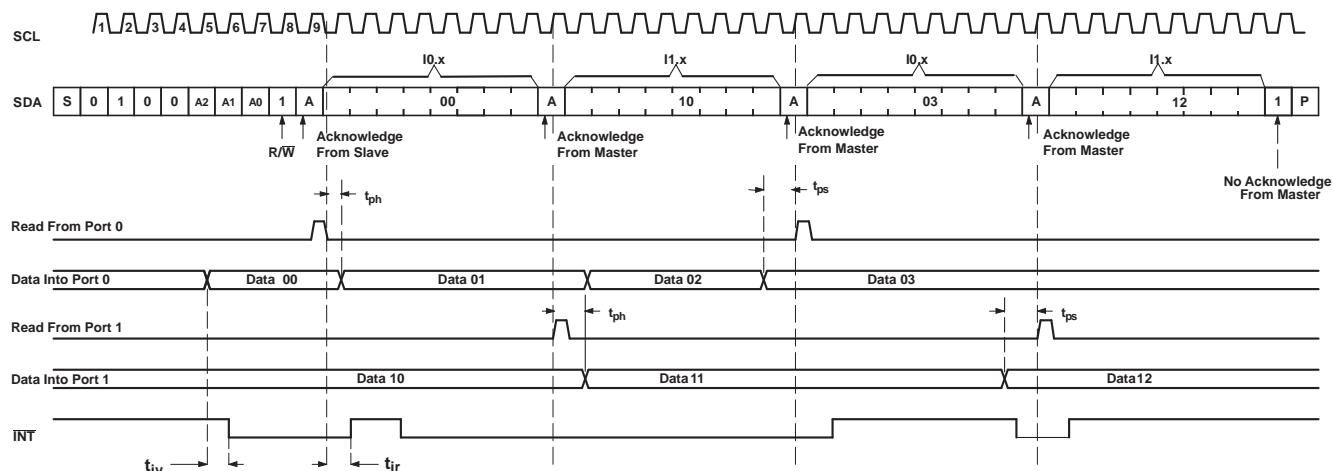 SCL
1 2 3 4 5 6 7 8 9
I0.x I1.x I0.x I1.x
SDA
S 0 1 0 0 A2 A1 A0 1 A 00 A 10 A 03 A 12 1 P
R/W̅
Acknowledge
From Slave
Acknowledge
From Master
Acknowledge
From Master
Acknowledge
From Master
No Acknowledge
From Master
tph
tps
Read From Port 0
Data Into Port 0
Data 00 Data 01 Data 02 Data 03
tph
tps
Read From Port 1
Data Into Port 1
Data 10 Data 11 Data 12
I̅N̅T̅
tiv
tir